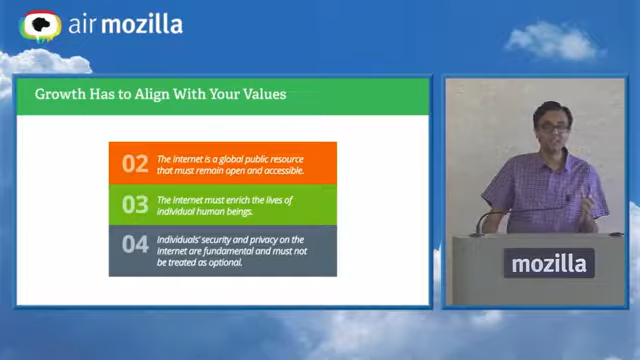 air mozilla
Growth Has to Align With Your Values
02
The Internet is a global public resource
that must remain open and accessible.
03
The Internet must enrich the lives of
individual human beings.
04
Individuals' security and privacy on the
Internet are fundamental and must not
be treated as optional.
mozilla